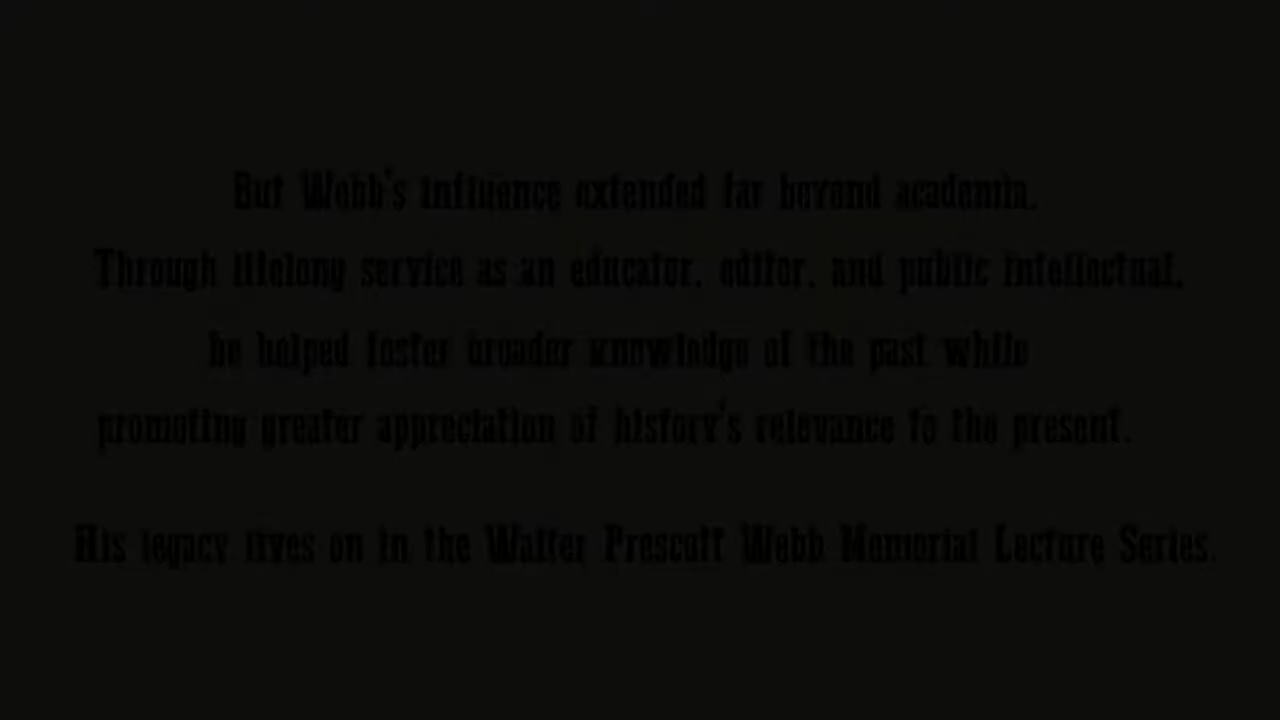 But Webb's influence extended far beyond academia.
Through lifelong service as an educator, editor, and public intellectual,
he helped foster broader knowledge of the past while
promoting greater appreciation of history's relevance to the present.
His legacy lives on in the Walter Prescott Webb Memorial Lecture Series.